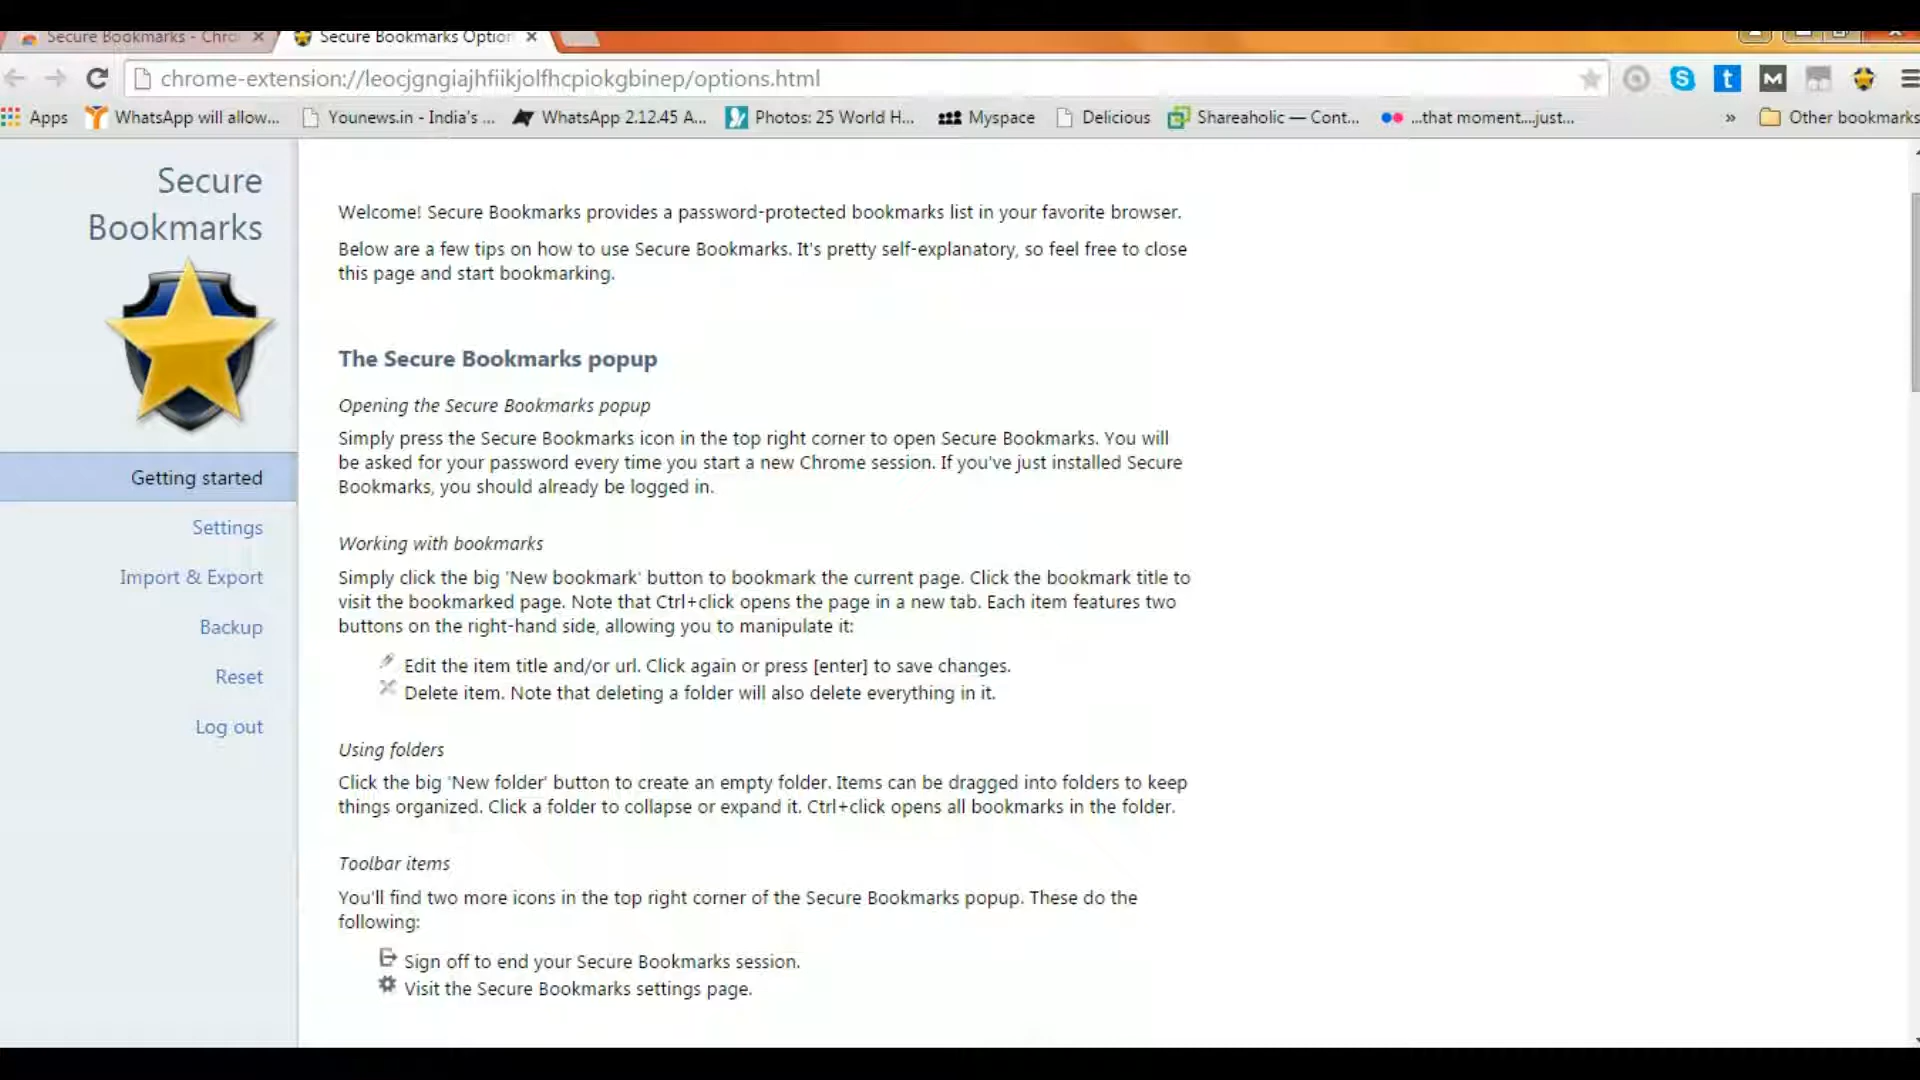 Secure Bookmarks - Chro
Secure Bookmarks Option
chrome-extension://leocjgngiajhfiikjolfhcpiokgbinep/options.html
Apps
WhatsApp will allow...
Younews.in - India's ...
WhatsApp 2.12.45 A...
Photos: 25 World H...
Myspace
Delicious
Shareaholic — Cont...
...that moment....just...
»
Other bookmarks
Secure
Bookmarks
Getting started
Settings
Import & Export
Backup
Reset
Log out
Welcome! Secure Bookmarks provides a password-protected bookmarks list in your favorite browser.
Below are a few tips on how to use Secure Bookmarks. It's pretty self-explanatory, so feel free to close
this page and start bookmarking.
The Secure Bookmarks popup
Opening the Secure Bookmarks popup
Simply press the Secure Bookmarks icon in the top right corner to open Secure Bookmarks. You will
be asked for your password every time you start a new Chrome session. If you've just installed Secure
Bookmarks, you should already be logged in.
Working with bookmarks
Simply click the big 'New bookmark' button to bookmark the current page. Click the bookmark title to
visit the bookmarked page. Note that Ctrl+click opens the page in a new tab. Each item features two
buttons on the right-hand side, allowing you to manipulate it:
Edit the item title and/or url. Click again or press [enter] to save changes.
Delete item. Note that deleting a folder will also delete everything in it.
Using folders
Click the big 'New folder' button to create an empty folder. Items can be dragged into folders to keep
things organized. Click a folder to collapse or expand it. Ctrl+click opens all bookmarks in the folder.
Toolbar items
You'll find two more icons in the top right corner of the Secure Bookmarks popup. These do the
following:
Sign off to end your Secure Bookmarks session.
Visit the Secure Bookmarks settings page.